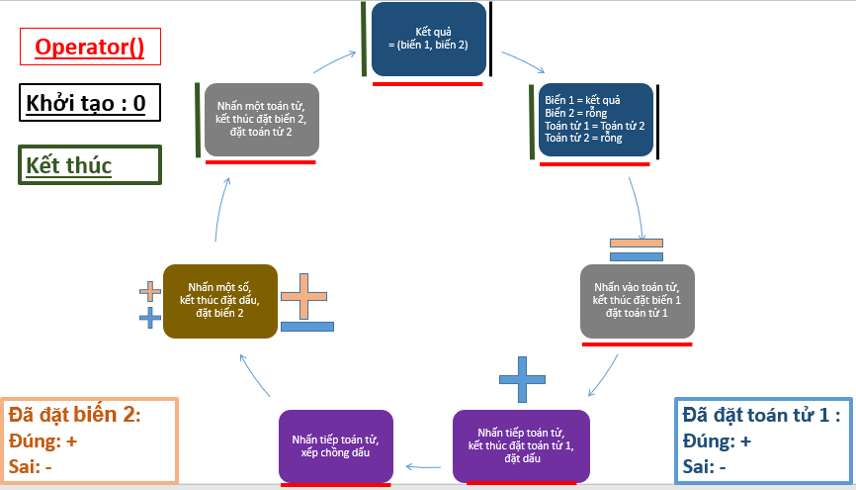 Operator()
Khởi tạo : 0
Kết thúc
Kết quả
= (biến 1, biến 2)
Biến 1 = kết quả
Biến 2 = rỗng
Toán tử 1 = Toán tử 2
Toán tử 2 = rỗng
Nhấn vào toán tử,
kết thúc đặt biến 1
đặt toán tử 1
Nhấn tiếp toán tử,
kết thúc đặt toán tử 1,
đặt dấu
Nhấn tiếp toán tử,
xếp chồng dấu
Nhấn một số,
kết thúc đặt dấu,
đặt biến 2
Nhấn một toán tử,
kết thúc đặt biến 2,
đặt toán tử 2
Đã đặt biến 2:
Đúng: +
Sai: -
Đã đặt toán tử 1 :
Đúng: +
Sai: -